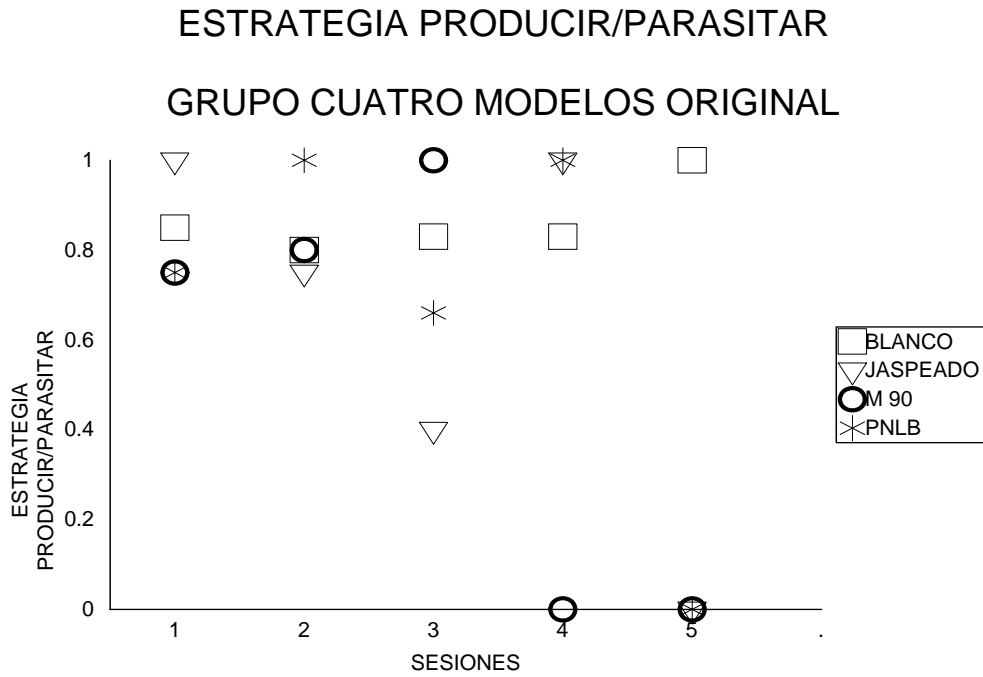 ESTRATEGIA PRODUCIR/PARASITAR
GRUPO CUATRO MODELOS ORIGINAL
1
0.8
0.6
0.4
0.2
0
ESTRATEGIA
PRODUCIR/PARASITAR
1 2 3 4 5 .
SESIONES
BLANCO
JASPEADO
M 90
PNLB